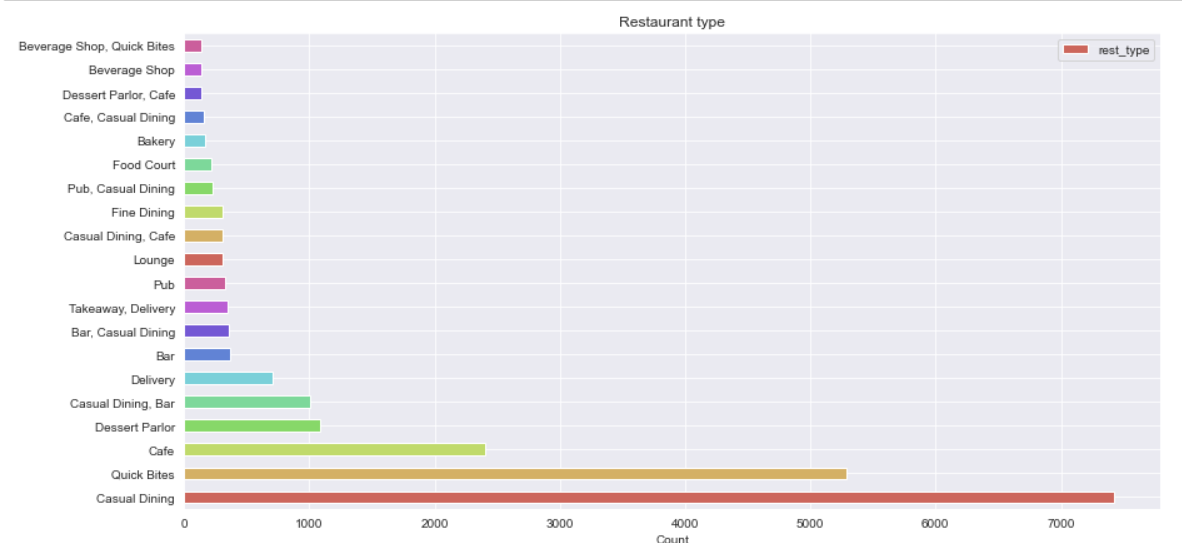 Restaurant type
rest_type
Beverage Shop, Quick Bites
Beverage Shop
Dessert Parlor, Cafe
Cafe, Casual Dining
Bakery
Food Court
Pub, Casual Dining
Fine Dining
Casual Dining, Cafe
Lounge
Pub
Takeaway, Delivery
Bar, Casual Dining
Bar
Delivery
Casual Dining, Bar
Dessert Parlor
Cafe
Quick Bites
Casual Dining
0 1000 2000 3000 4000 5000 6000 7000
Count